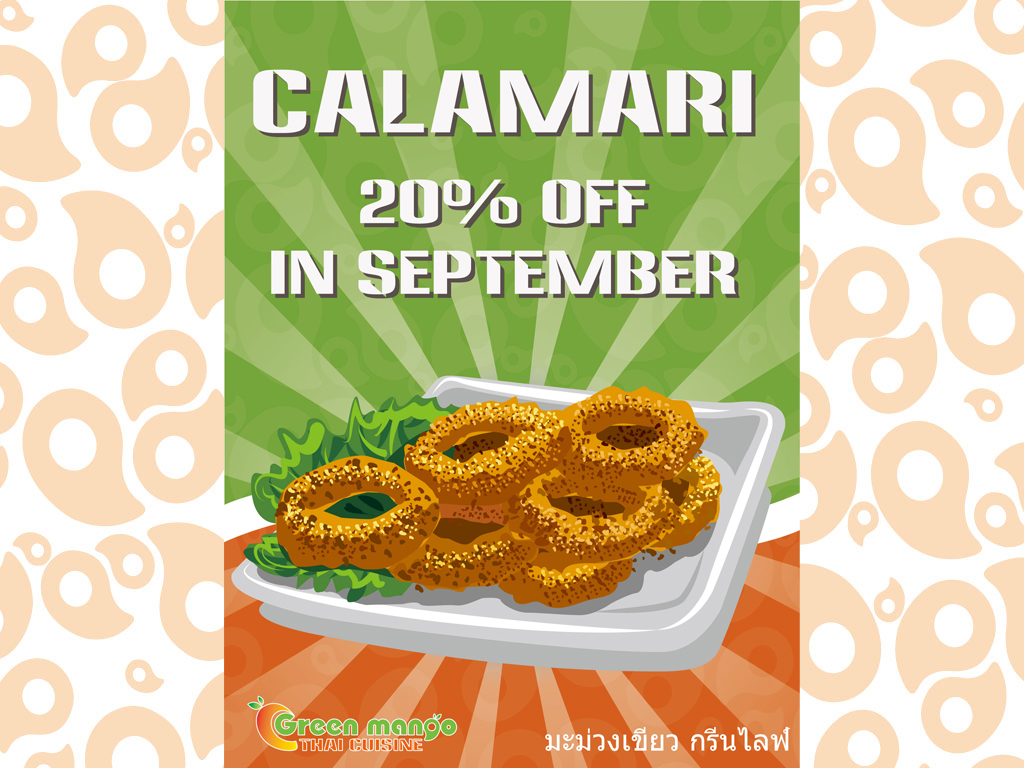 CALAMARI
20% OFF
IN SEPTEMBER
Green mango
THAI CUISINE
มะม่วงเขียว กรีนไลฟ์